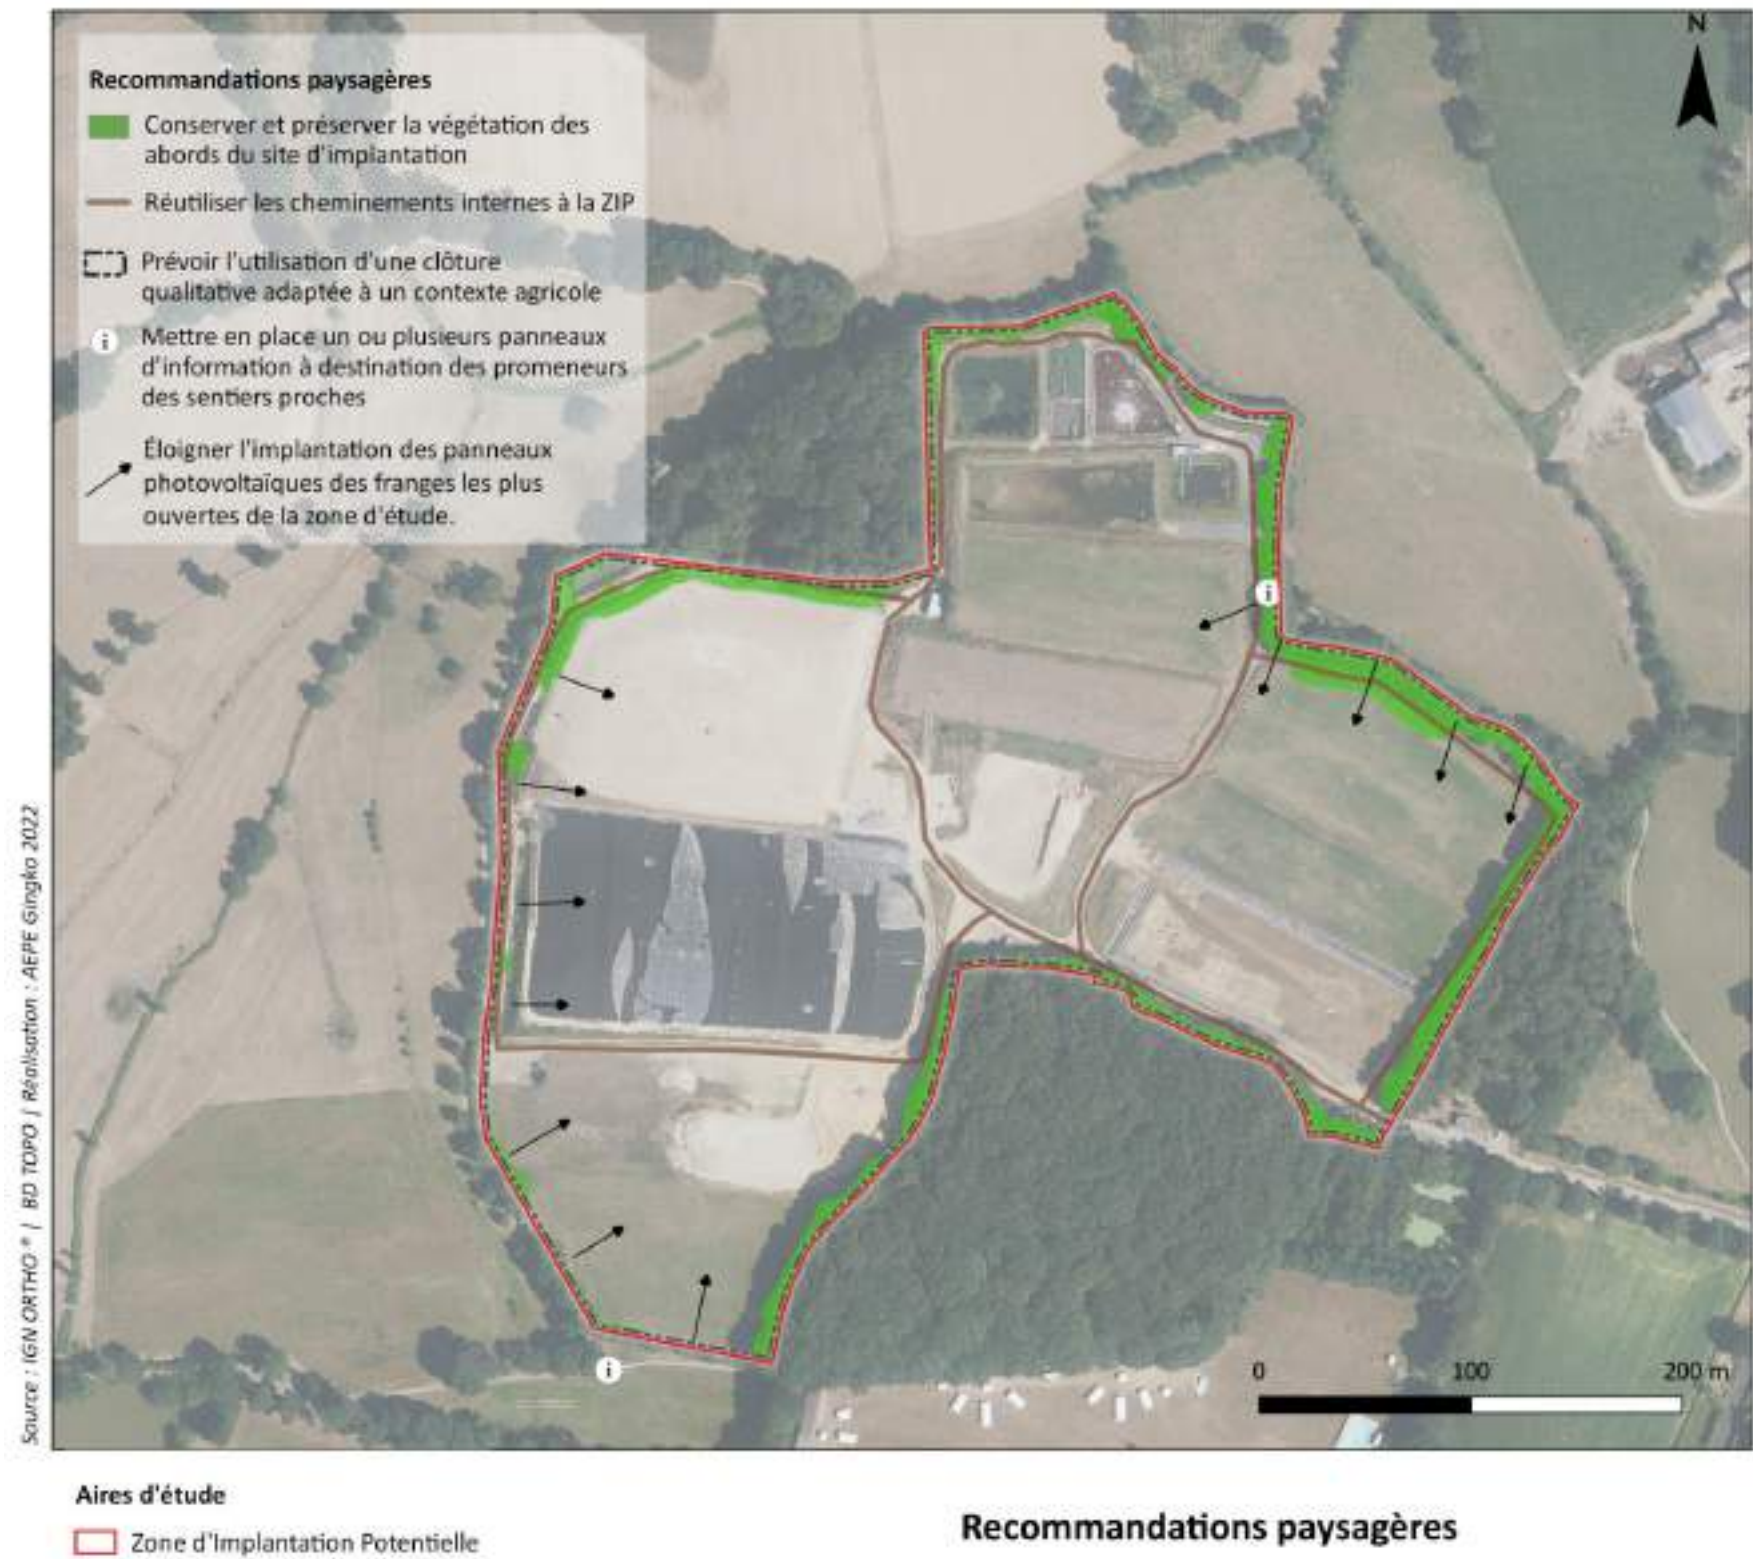 N
Recommandations paysagères
Conserver et préserver la végétation des
abords du site d'implantation
Réutiliser les cheminements internes à la ZIP
Prévoir l'utilisation d'une clôture
qualitative adaptée à un contexte agricole
i
Mettre en place un ou plusieurs panneaux
d'information à destination des promeneurs
des sentiers proches
Éloigner l'implantation des panneaux
photovoltaïques des franges les plus
ouvertes de la zone d'étude.
i
i
0 100 200 m
Source : IGN ORTHO ® | BD TOPO | Réalisation : AEPE Gingko 2022
Aires d'étude
Zone d'Implantation Potentielle
Recommandations paysagères